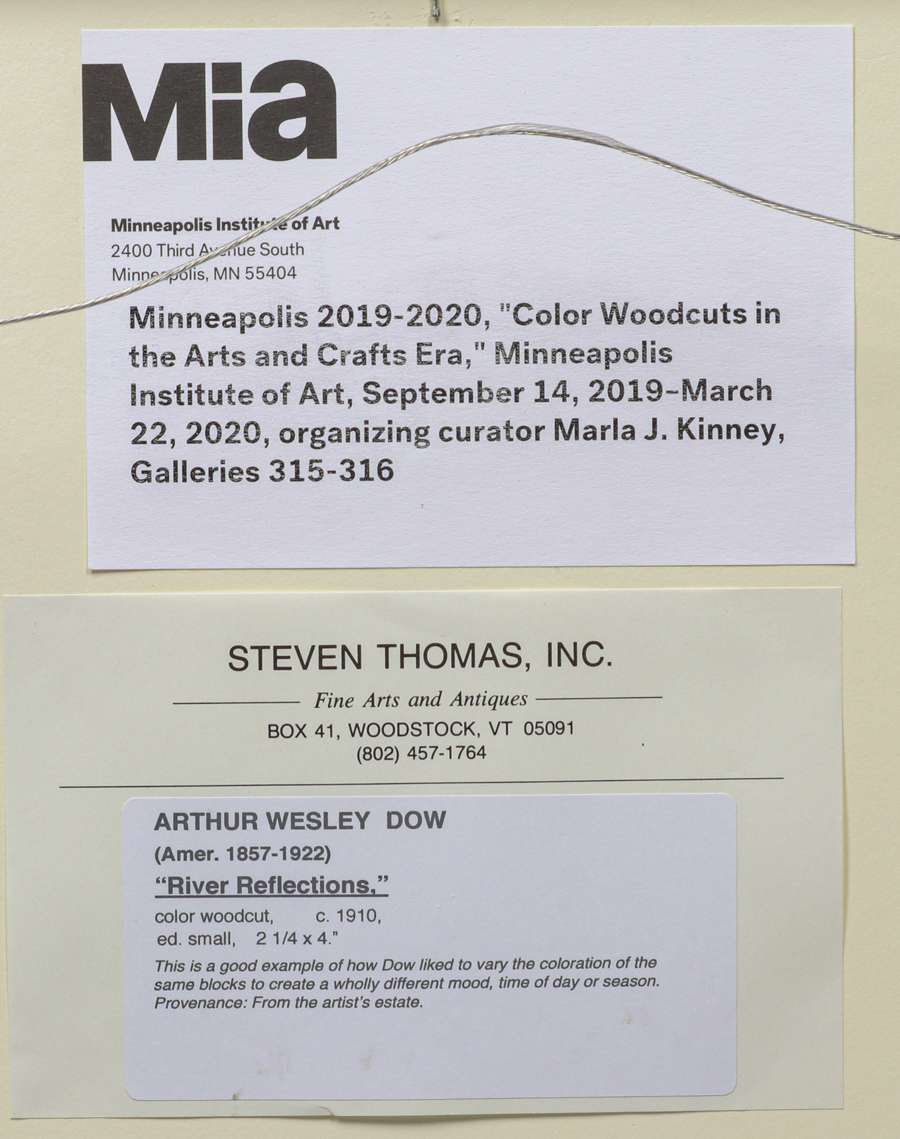 Mia
Minneapolis Institute of Art
2400 Third Avenue South
Minneapolis, MN 55404
Minneapolis 2019-2020, "Color Woodcuts in
the Arts and Crafts Era," Minneapolis
Institute of Art, September 14, 2019-March
22, 2020, organizing curator Marla J. Kinney,
Galleries 315-316
STEVEN THOMAS, INC.
Fine Arts and Antiques
BOX 41, WOODSTOCK, VT 05091
(802) 457-1764
ARTHUR WESLEY DOW
(Amer. 1857-1922)
“River Reflections,”
color woodcut, c. 1910,
ed. small, 2 1/4 x 4."
This is a good example of how Dow liked to vary the coloration of the
same blocks to create a wholly different mood, time of day or season.
Provenance: From the artist's estate.